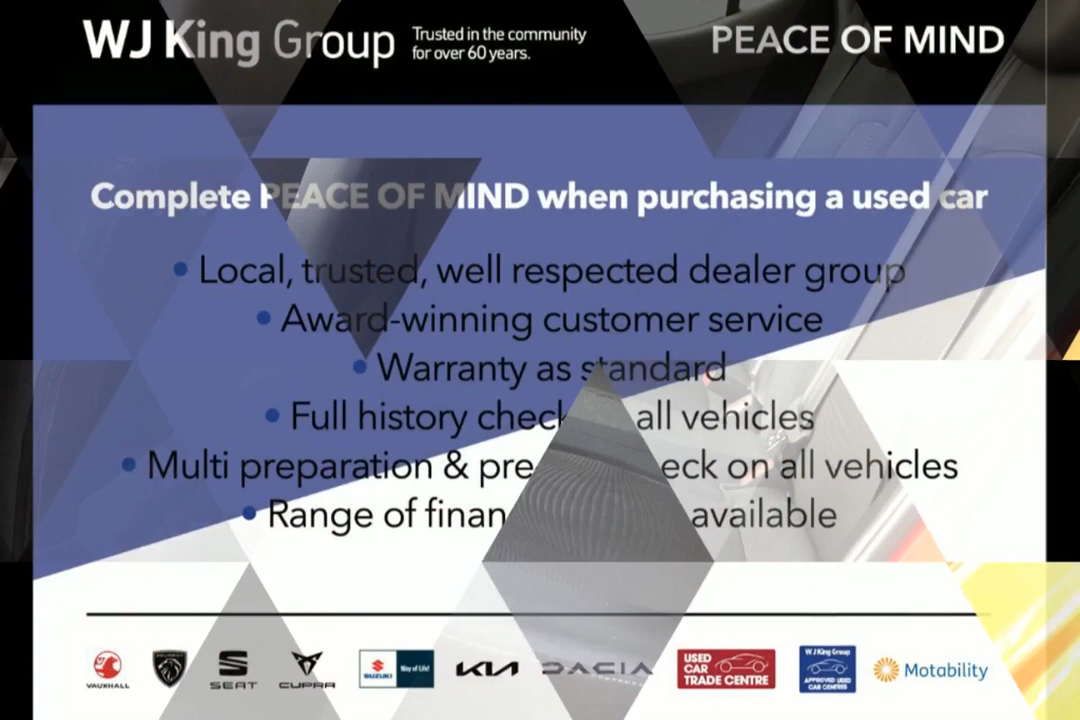 WJ King Group
Trusted in the community
for over 60 years.
PEACE OF MIND
Complete PEACE OF MIND when purchasing a used car
• Local, trusted, well respected dealer group
• Award-winning customer service
• Warranty as standard
• Full history check all vehicles
• Multi preparation & pre eck on all vehicles
• Range of finan available
VAUXHALL
PEUGEOT
SEAT
CUPRA
SUZUKI
Way of Life!
KIA
DACIA
USED
CAR
TRADE CENTRE
WJ King Group
APPROVED USED
CAR CENTRES
Motability